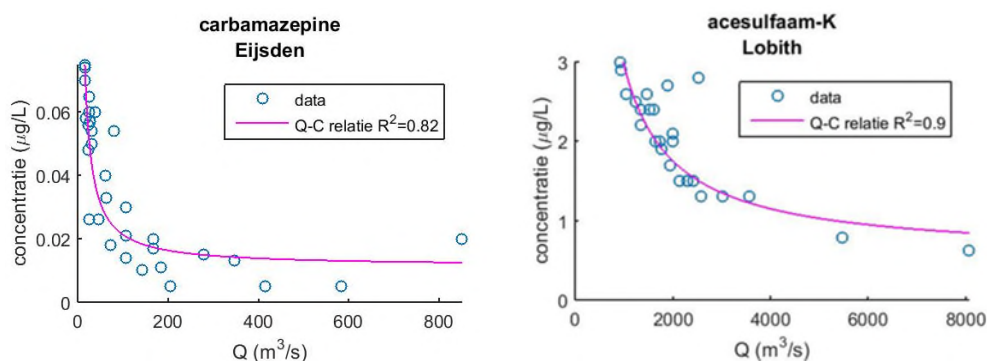 carbamazepine
Eijsden
concentratie (μg/L)
0.06
0.04
0.02
0
data
Q-C relatie R²=0.82
0 200 400 600 800
Q (m³/s)
acesulfaam-K
Lobith
concentratie (μg/L)
3
2
1
0
data
Q-C relatie R²=0.9
0 2000 4000 6000 8000
Q (m³/s)